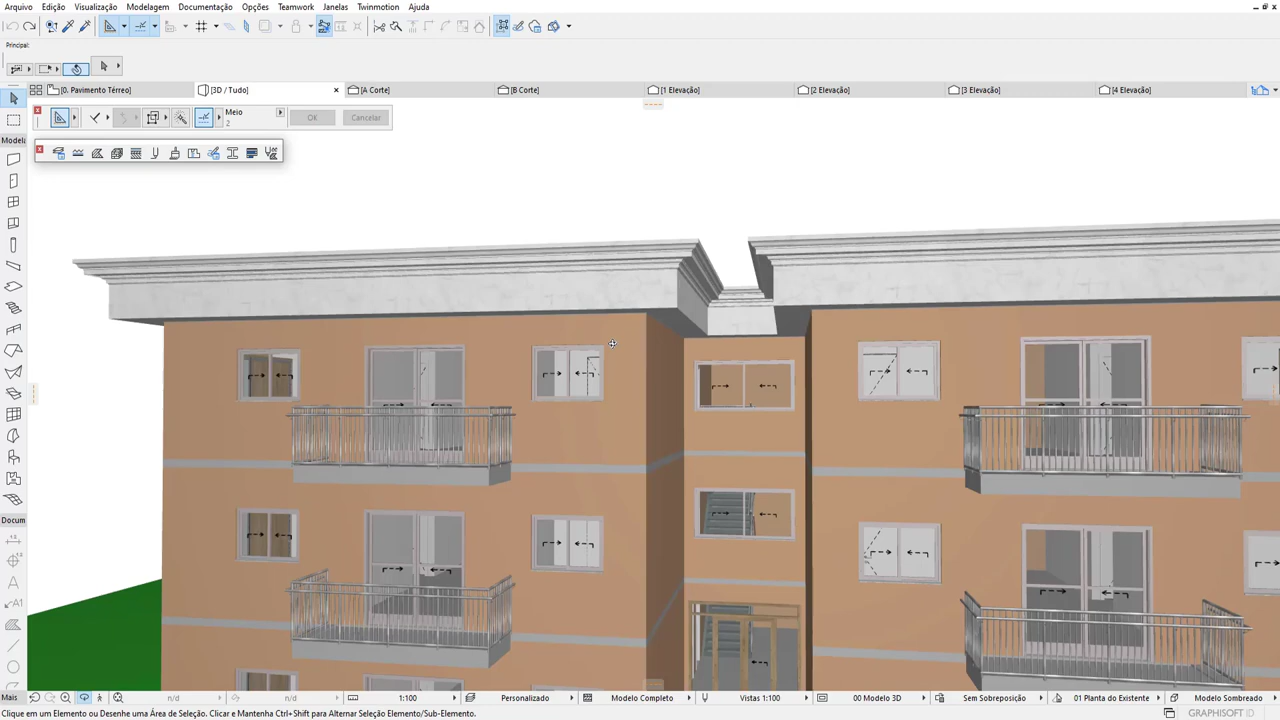 Arquivo Edição Visualização Modelagem Documentação Opções Teamwork Janelas Twinmotion Ajuda
Principal:
[0. Pavimento Térreo] [3D / Tudo] [A Corte] [B Corte] [1 Elevação] [2 Elevação] [3 Elevação] [4 Elevação]
Meio
2
OK
Cancelar
Modela
Docum
A
A1
Mais
n/d
n/d
1:100
Personalizado
Modelo Completo
Vistas 1:100
00 Modelo 3D
Sem Sobreposição
01 Planta do Existente
Modelo Sombreado
Clique em um Elemento ou Desenhe uma Área de Seleção. Clicar e Mantenha Ctrl+Shift para Alternar Seleção Elemento/Sub-Elemento.
GRAPHISOFT ID